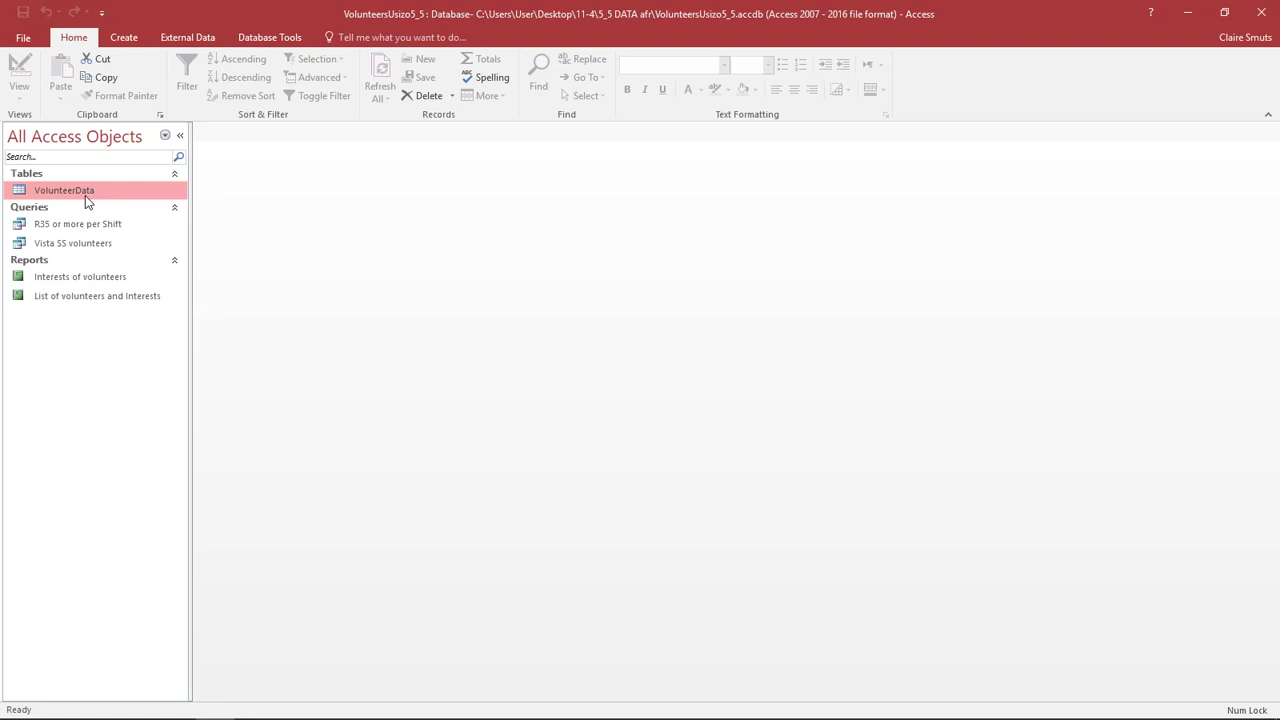 VolunteersUsizo5_5 : Database- C:\Users\User\Desktop\11-4\5_5 DATA afr\VolunteersUsizo5_5.accdb (Access 2007 - 2016 file format) - Access
?
File Home Create External Data Database Tools Tell me what you want to do... Claire Smuts
View
Paste
Cut
Copy
Format Painter
Filter
Ascending
Descending
Remove Sort
Selection
Advanced
Toggle Filter
Refresh
All
New
Save
Delete
Totals
Spelling
More
Find
Replace
Go To
Select
B I U A
Views Clipboard Sort & Filter Records Find Text Formatting
All Access Objects
Search...
Tables
VolunteerData
Queries
R35 or more per Shift
Vista SS volunteers
Reports
Interests of volunteers
List of volunteers and Interests
Ready Num Lock